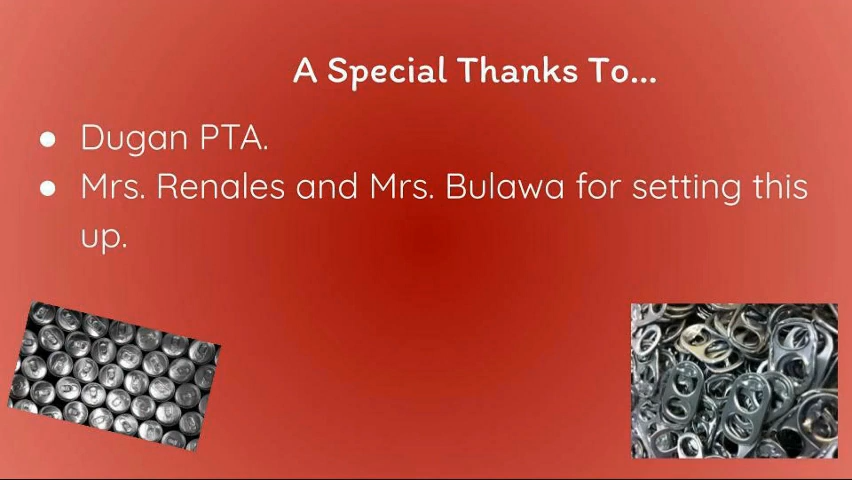 A Special Thanks To...
● Dugan PTA.
● Mrs. Renales and Mrs. Bulawa for setting this
up.